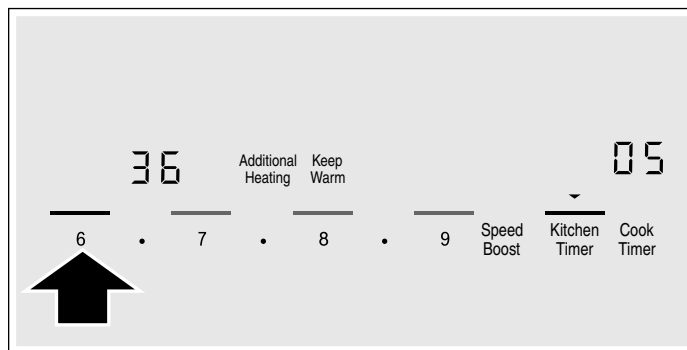 36
Additional Keep
Heating Warm
05
6 . 7 . 8 . 9
Speed Kitchen Cook
Boost Timer Timer